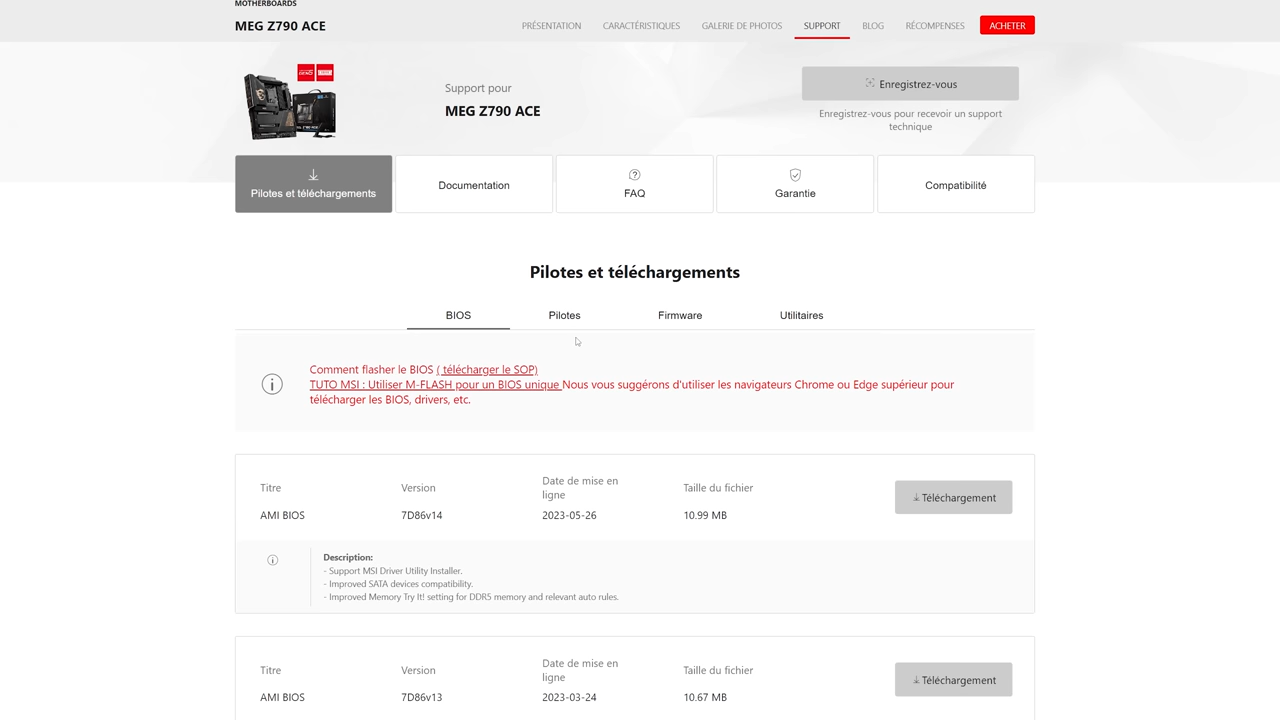 MOTHERBOARDS
MEG Z790 ACE
PRÉSENTATION
CARACTÉRISTIQUES
GALERIE DE PHOTOS
SUPPORT
BLOG
RÉCOMPENSES
ACHETER
Support pour
MEG Z790 ACE
Enregistrez-vous
Enregistrez-vous pour recevoir un support
technique
Pilotes et téléchargements
Documentation
FAQ
Garantie
Compatibilité
Pilotes et téléchargements
BIOS
Pilotes
Firmware
Utilitaires
Comment flasher le BIOS ( télécharger le SOP)
TUTO MSI : Utiliser M-FLASH pour un BIOS unique Nous vous suggérons d'utiliser les navigateurs Chrome ou Edge supérieur pour
télécharger les BIOS, drivers, etc.
Titre
Version
Date de mise en
ligne
Taille du fichier
AMI BIOS
7D86v14
2023-05-26
10.99 MB
Téléchargement
Description:
- Support MSI Driver Utility Installer.
- Improved SATA devices compatibility.
- Improved Memory Try It! setting for DDR5 memory and relevant auto rules.
Titre
Version
Date de mise en
ligne
Taille du fichier
AMI BIOS
7D86v13
2023-03-24
10.67 MB
Téléchargement